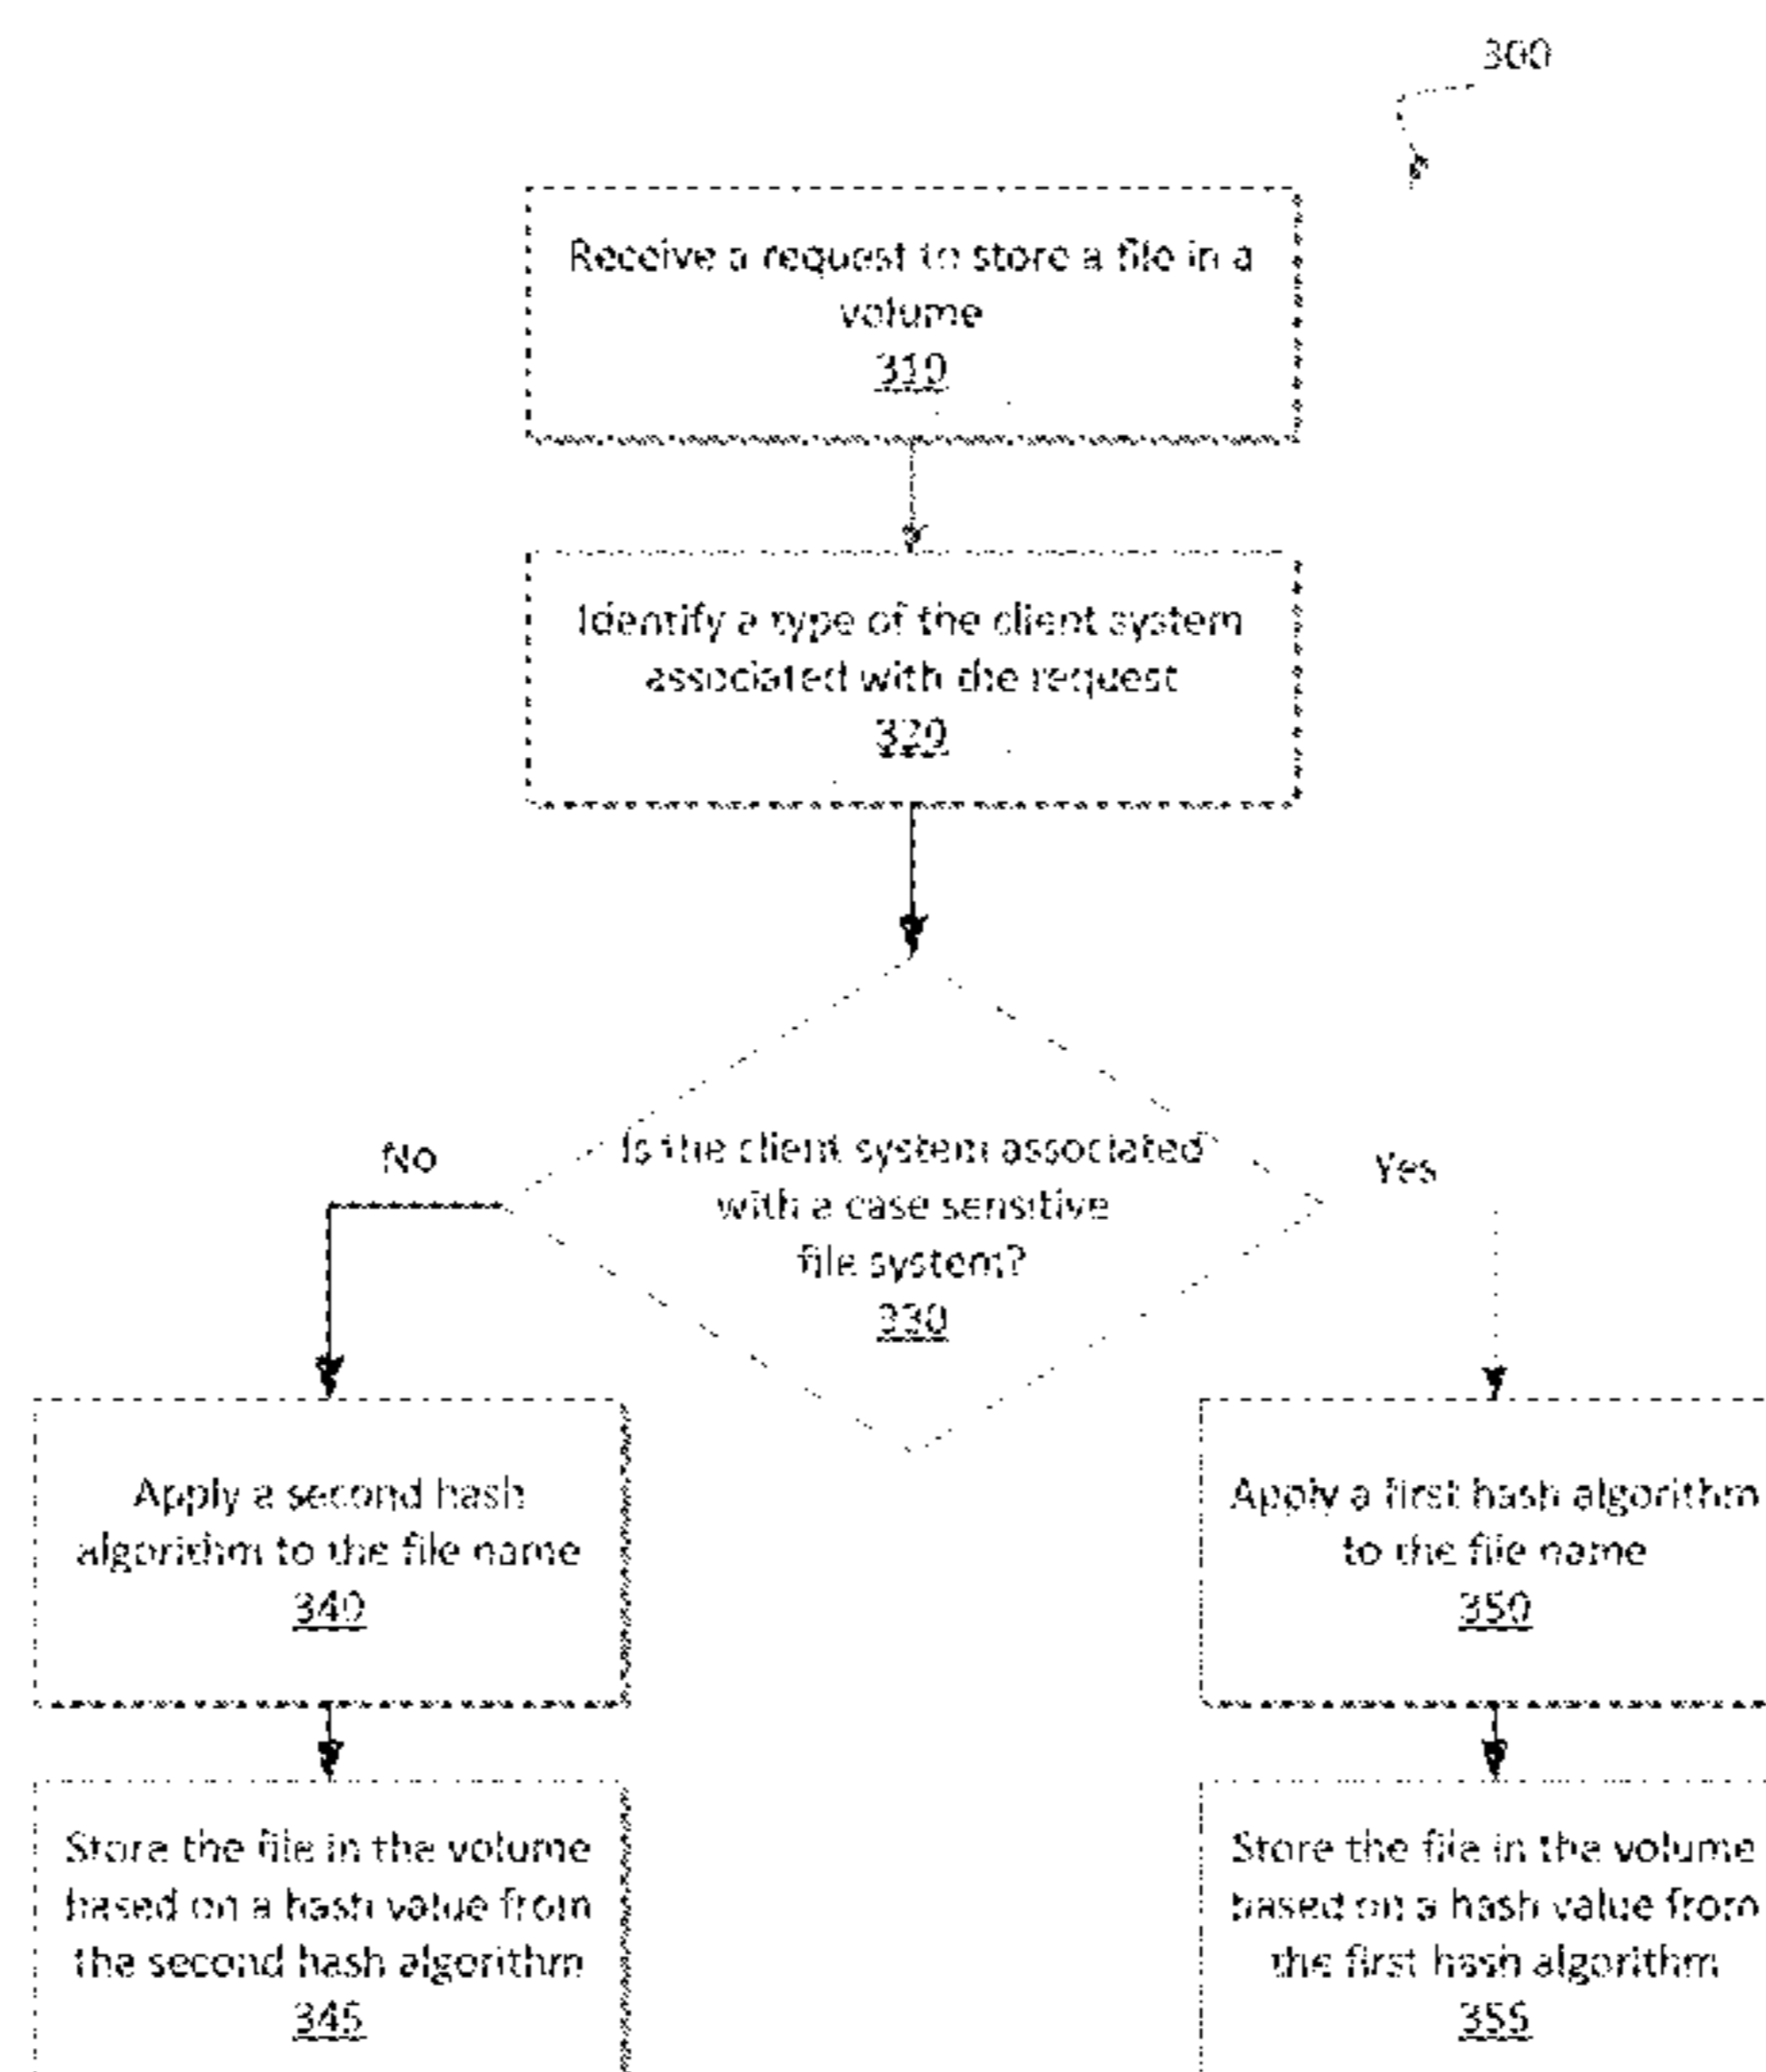 300
Receive a request to store a file in a
volume
310
Identify a type of the client system
associated with the request
320
Is the client system associated
with a case sensitive
file system?
330
No
Yes
Apply a second hash
algorithm to the file name
340
Apply a first hash algorithm
to the file name
350
Store the file in the volume
based on a hash value from
the second hash algorithm
345
Store the file in the volume
based on a hash value from
the first hash algorithm
355